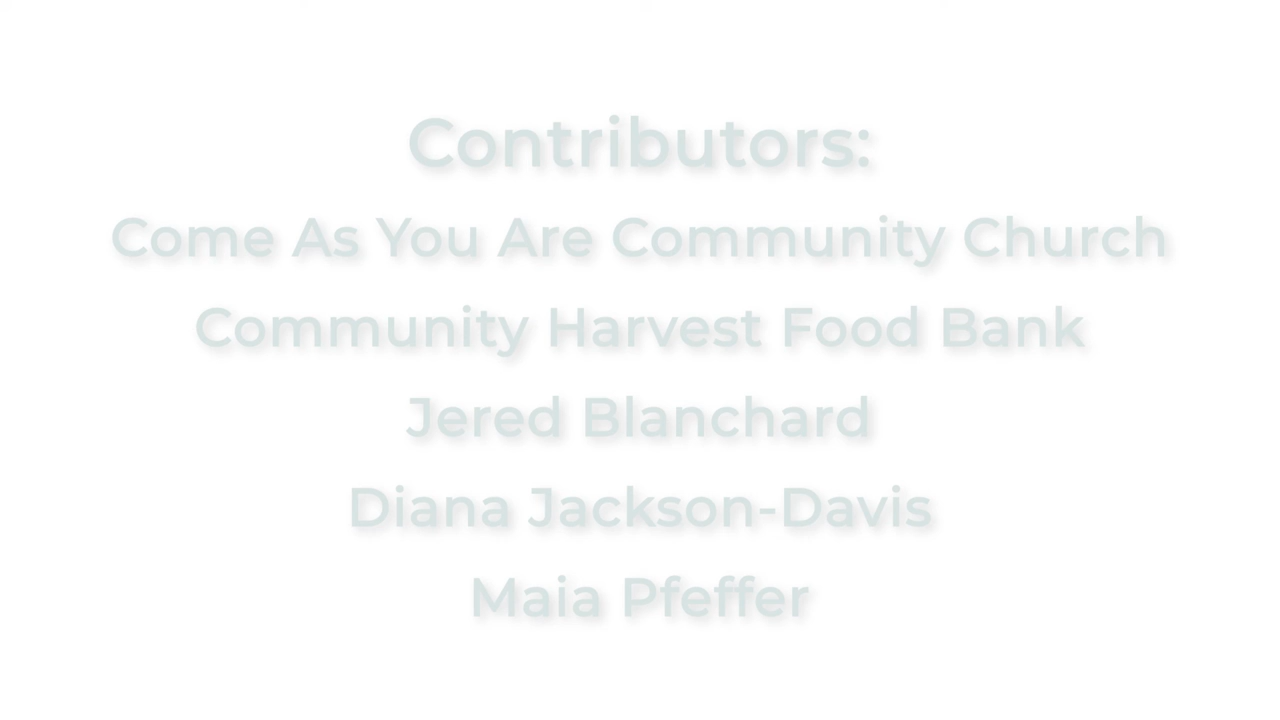 Contributors:
Come As You Are Community Church
Community Harvest Food Bank
Jered Blanchard
Diana Jackson-Davis
Maia Pfeffer